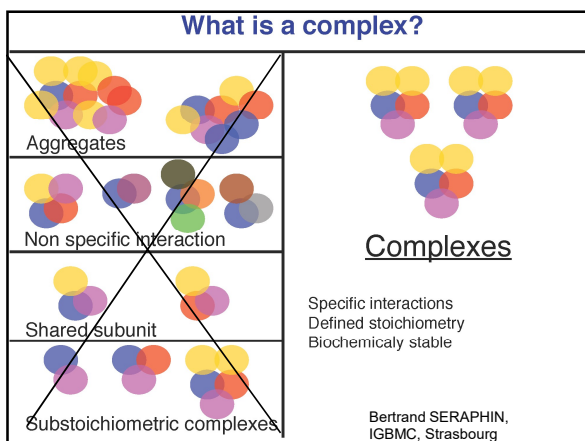 What is a complex?
Aggregates
Non specific interaction
Shared subunit
Substoichiometric complexes
Complexes
Specific interactions
Defined stoichiometry
Biochemicaly stable
Bertrand SERAPHIN,
IGBMC, Strasbourg